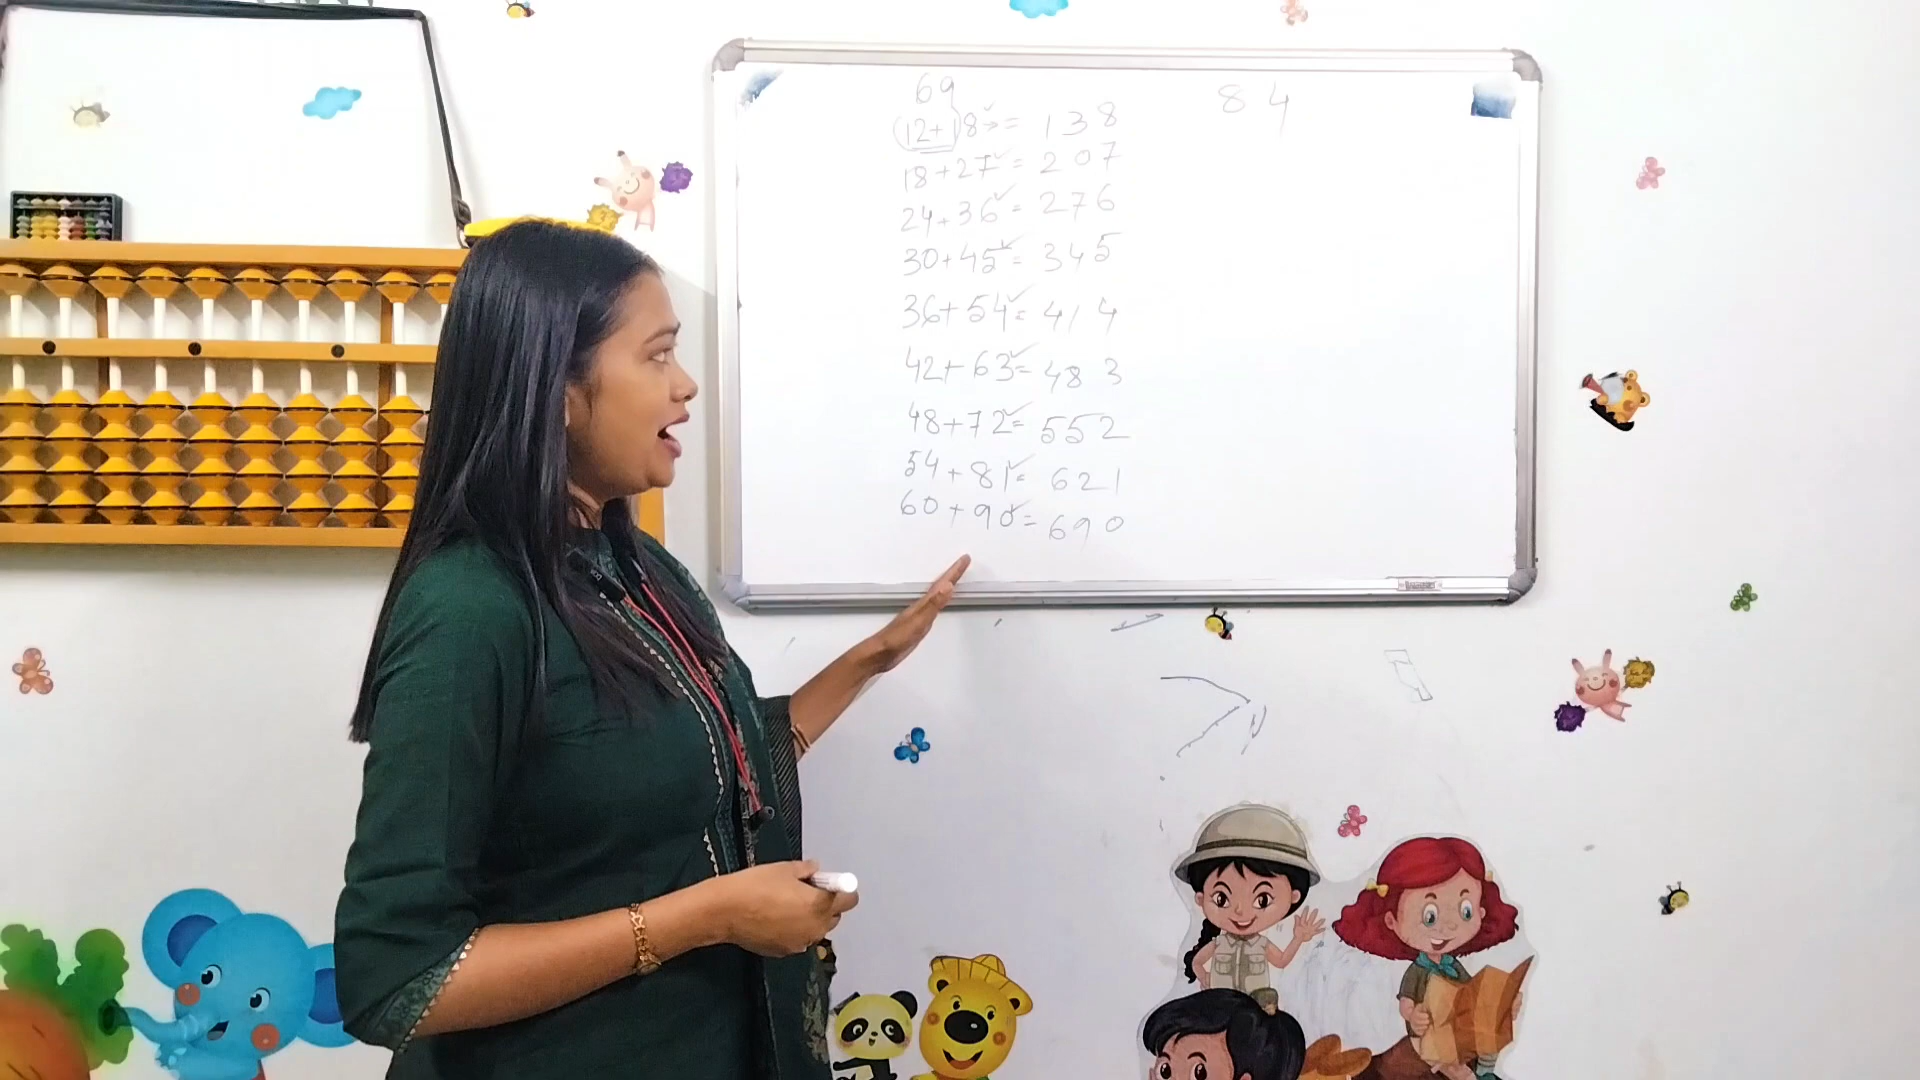 69
12+18 = 138
18+27 = 207
24+36 = 276
30+45 = 345
36+54 = 414
42+63 = 483
48+72 = 552
54+81 = 621
60+90 = 690
84